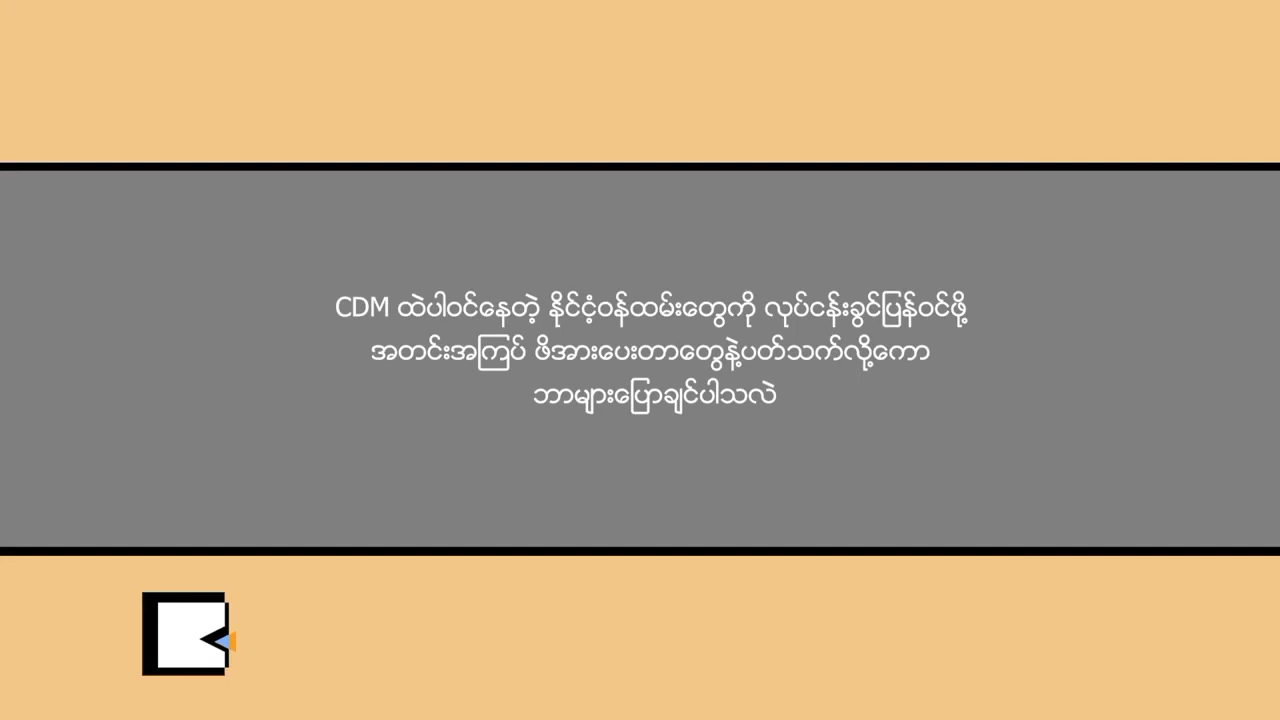 CDM ထဲပါဝင်နေတဲ့ နိုင်ငံ့ဝန်ထမ်းတွေကို လုပ်ငန်းခွင်ပြန်ဝင်ဖို့
အတင်းအကြပ် ဖိအားပေးတာတွေနဲ့ပတ်သက်လို့ကော
ဘာများပြောချင်ပါသလဲ